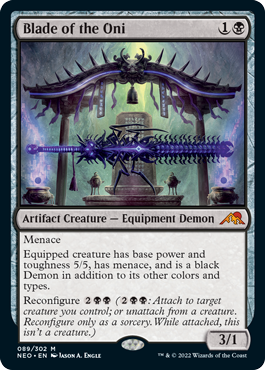 Blade of the Oni 1
Artifact Creature — Equipment Demon
Menace
Equipped creature has base power and
toughness 5/5, has menace, and is a black
Demon in addition to its other colors and
types.
Reconfigure 2 ( 2 : Attach to target
creature you control; or unattach from a creature.
Reconfigure only as a sorcery. While attached, this
isn't a creature.)
3/1
089/302 M
NEO • EN JASON A. ENGLE
™ & © 2022 Wizards of the Coast